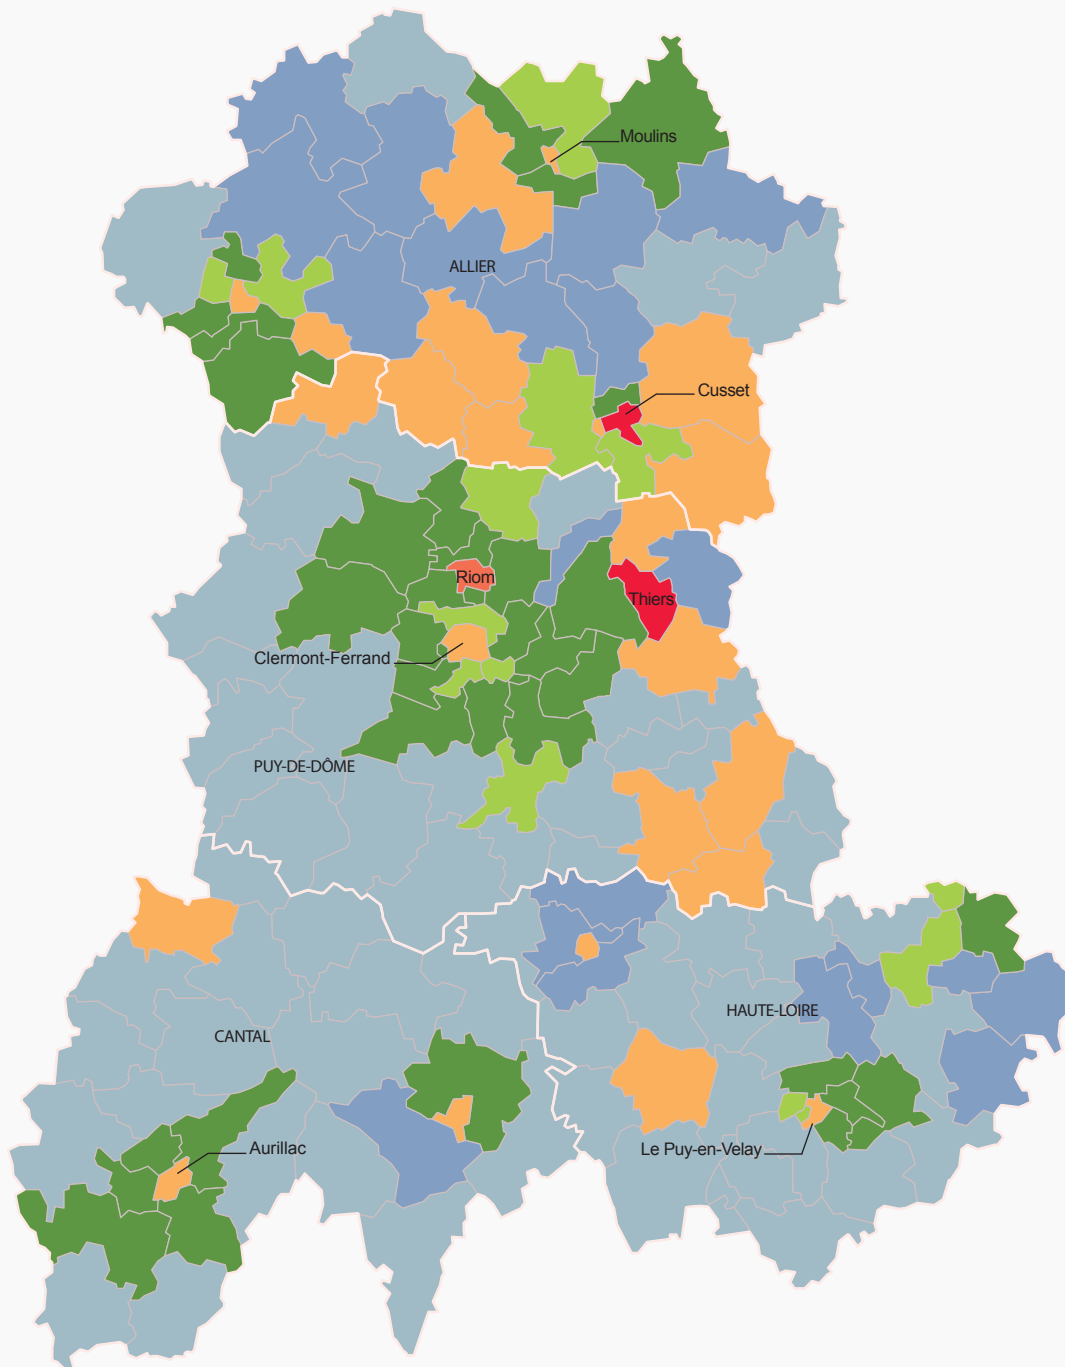 Moulins
ALLIER
Cusset
Riom
Thiers
Clermont-Ferrand
PUY-DE-DÔME
HAUTE-LOIRE
CANTAL
Aurillac
Le Puy-en-Velay